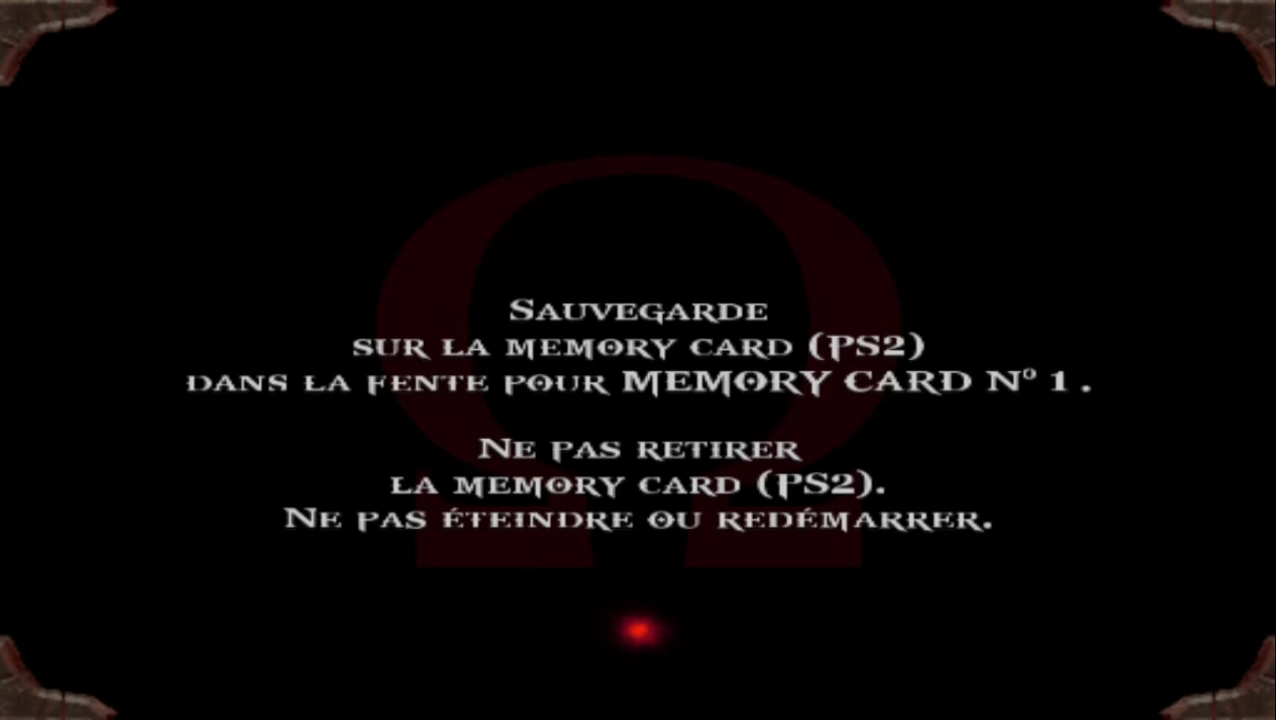 Sauvegarde
sur la memory card (PS2)
dans la fente pour MEMORY CARD Nº 1.
Ne pas retirer
la memory card (PS2).
Ne pas éteindre ou redémarrer.